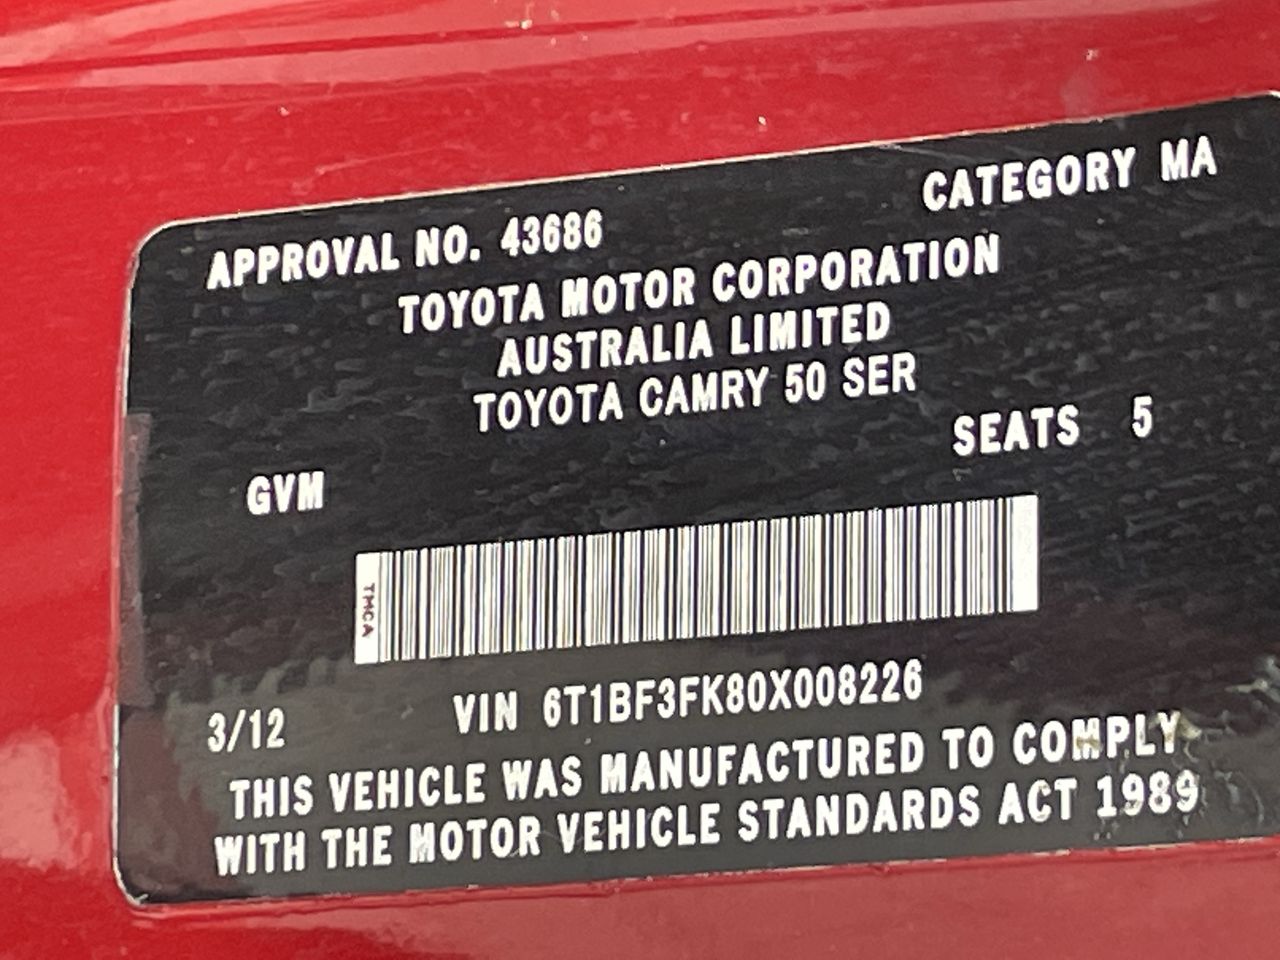 APPROVAL NO. 43686 CATEGORY MA
TOYOTA MOTOR CORPORATION
AUSTRALIA LIMITED
TOYOTA CAMRY 50 SER
SEATS 5
GVM
TMCA
3/12 VIN 6T1BF3FK80X008226
THIS VEHICLE WAS MANUFACTURED TO COMPLY
WITH THE MOTOR VEHICLE STANDARDS ACT 1989